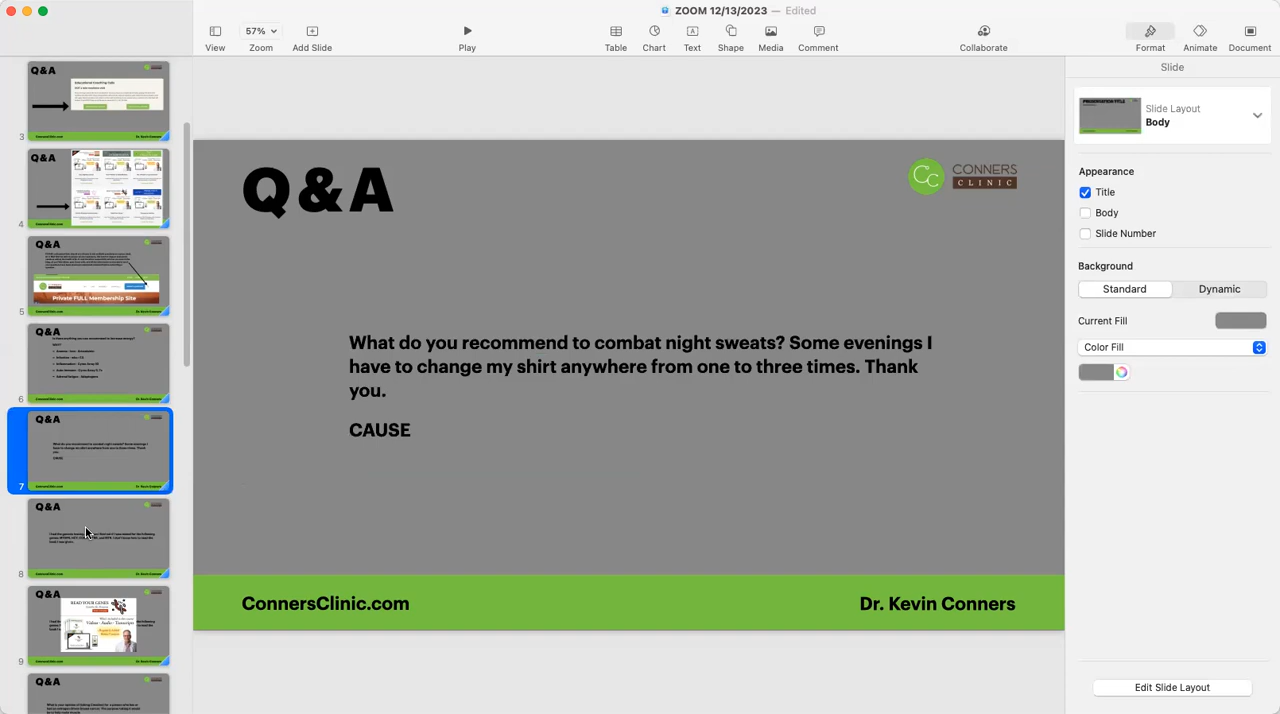 ZOOM 12/13/2023 — Edited
57%
View
Zoom
Add Slide
Play
Table
Chart
Text
Shape
Media
Comment
Collaborate
Format
Animate
Document
Q&A
3
Q&A
4
Q&A
Private FULL Membership Site
5
Q&A
6
Q&A
7
Q&A
8
Q&A
READ YOUR GENES
9
Q&A
Q&A
CC
CONNERS
CLINIC
What do you recommend to combat night sweats? Some evenings I
have to change my shirt anywhere from one to three times. Thank
you.
CAUSE
ConnersClinic.com
Dr. Kevin Conners
Slide
Slide Layout
Body
Appearance
Title
Body
Slide Number
Background
Standard
Dynamic
Current Fill
Color Fill
Edit Slide Layout